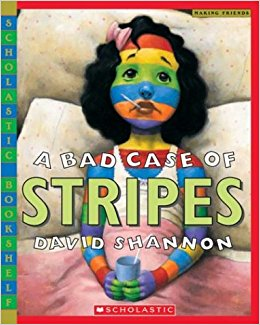 MAKING FRIENDS
SCHOLASTIC BOOKSHELF
A BAD CASE OF
STRIPES
DAVID SHANNON
SCHOLASTIC